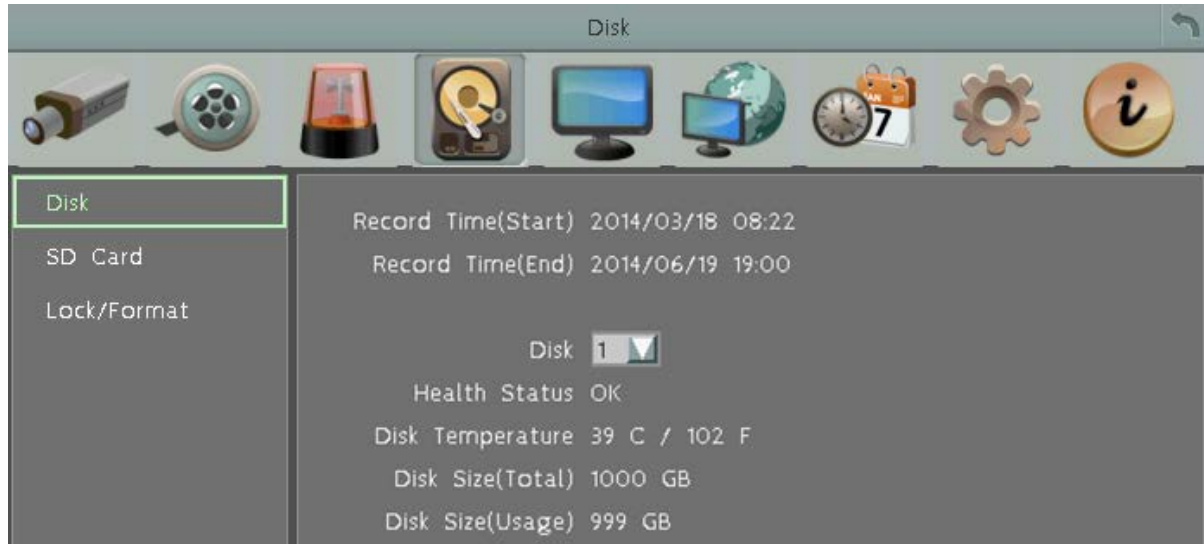 Disk
JAN
7
i
Disk
SD Card
Lock/Format
Record Time(Start) 2014/03/18 08:22
Record Time(End) 2014/06/19 19:00
Disk 1
Health Status OK
Disk Temperature 39 C / 102 F
Disk Size(Total) 1000 GB
Disk Size(Usage) 999 GB